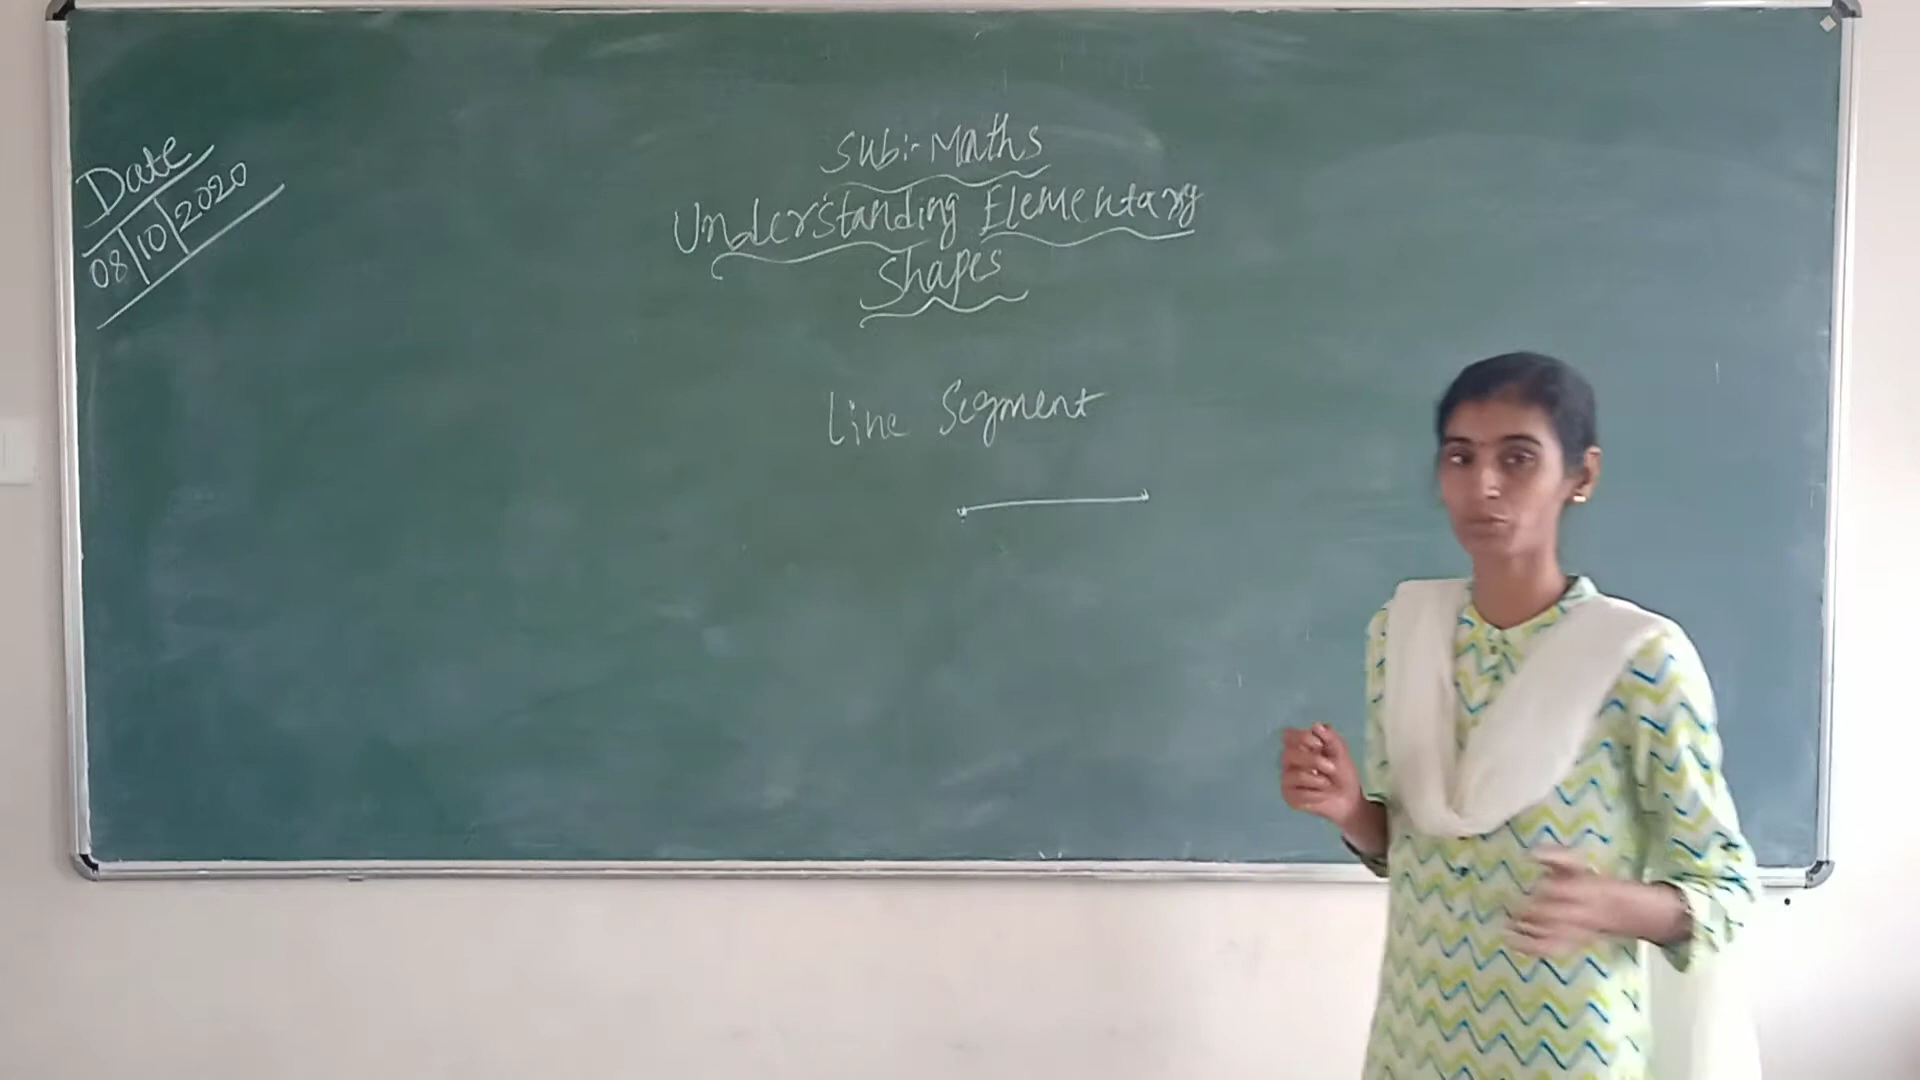 Date
08/10/2020
Sub:- Maths
Understanding Elementary
Shapes
Line Segment